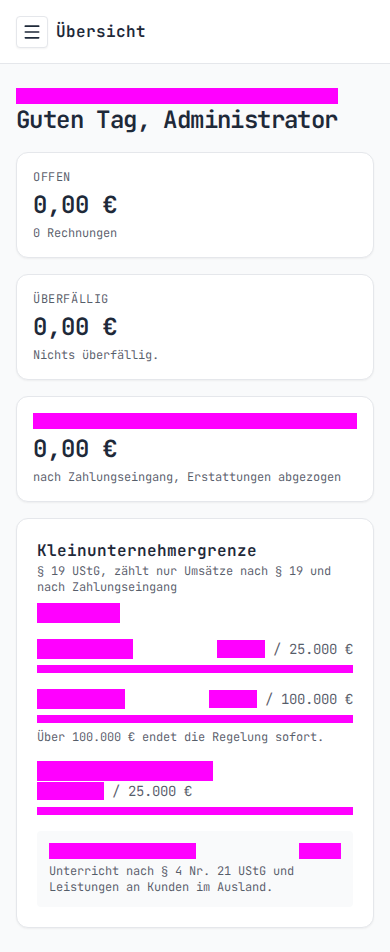 Übersicht
Guten Tag, Administrator
OFFEN
0,00 €
0 Rechnungen
ÜBERFÄLLIG
0,00 €
Nichts überfällig.
0,00 €
nach Zahlungseingang, Erstattungen abgezogen
Kleinunternehmergrenze
§ 19 UStG, zählt nur Umsätze nach § 19 und
nach Zahlungseingang
/ 25.000 €
/ 100.000 €
Über 100.000 € endet die Regelung sofort.
/ 25.000 €
Unterricht nach § 4 Nr. 21 UStG und
Leistungen an Kunden im Ausland.